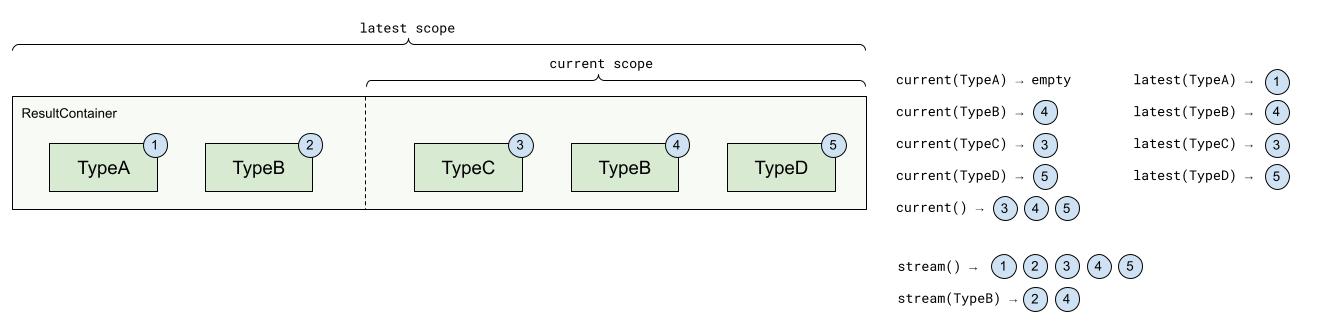 latest scope
current scope
ResultContainer
TypeA 1
TypeB 2
TypeC 3
TypeB 4
TypeD 5
current(TypeA) → empty
current(TypeB) → 4
current(TypeC) → 3
current(TypeD) → 5
current() → 3 4 5
latest(TypeA) → 1
latest(TypeB) → 4
latest(TypeC) → 3
latest(TypeD) → 5
stream() → 1 2 3 4 5
stream(TypeB) → 2 4